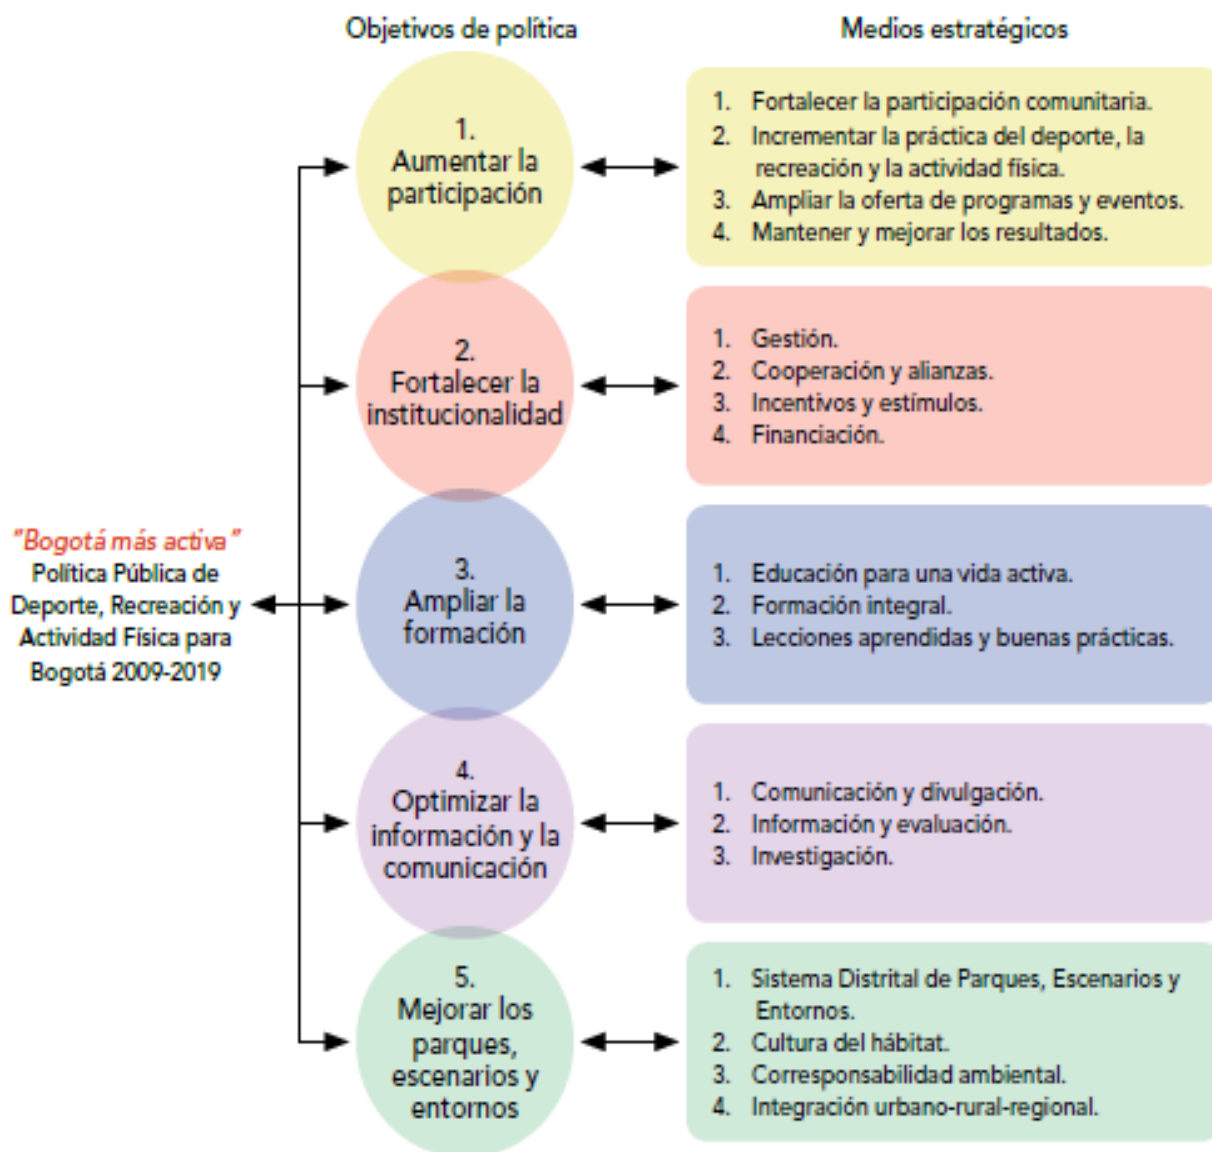 Objetivos de política
Medios estratégicos
"Bogotá más activa"
Política Pública de
Deporte, Recreación y
Actividad Física para
Bogotá 2009-2019
1.
Aumentar la
participación
1. Fortalecer la participación comunitaria.
2. Incrementar la práctica del deporte, la
recreación y la actividad física.
3. Ampliar la oferta de programas y eventos.
4. Mantener y mejorar los resultados.
2.
Fortalecer la
institucionalidad
1. Gestión.
2. Cooperación y alianzas.
3. Incentivos y estímulos.
4. Financiación.
3.
Ampliar la
formación
1. Educación para una vida activa.
2. Formación integral.
3. Lecciones aprendidas y buenas prácticas.
4.
Optimizar la
información y la
comunicación
1. Comunicación y divulgación.
2. Información y evaluación.
3. Investigación.
5.
Mejorar los
parques,
escenarios y
entornos
1. Sistema Distrital de Parques, Escenarios y
Entornos.
2. Cultura del hábitat.
3. Corresponsabilidad ambiental.
4. Integración urbano-rural-regional.